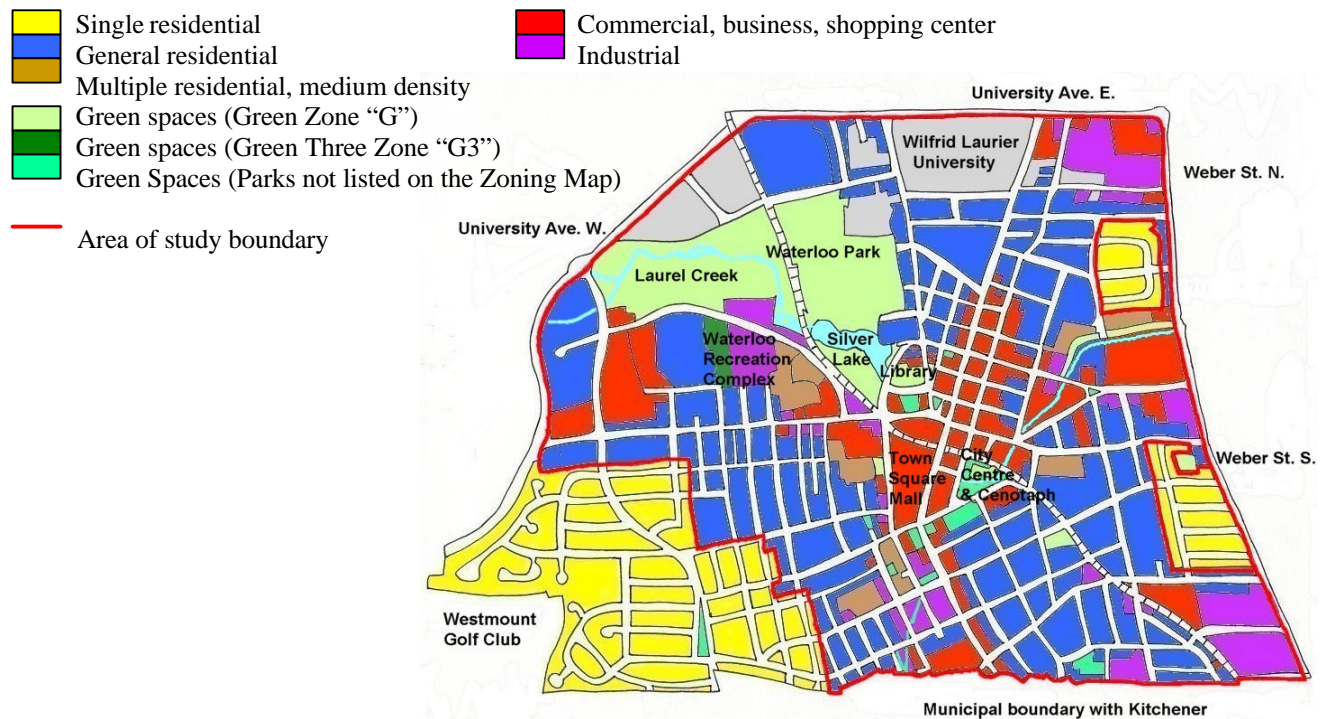 Single residential
General residential
Multiple residential, medium density
Green spaces (Green Zone “G”)
Green spaces (Green Three Zone “G3”)
Green Spaces (Parks not listed on the Zoning Map)
Area of study boundary
Commercial, business, shopping center
Industrial
University Ave. E.
Wilfrid Laurier
University
Weber St. N.
University Ave. W.
Waterloo Park
Laurel Creek
Waterloo
Recreation
Complex
Silver
Lake
Library
Town
Square
Mall
City
Centre
& Cenotaph
Weber St. S.
Westmount
Golf Club
Municipal boundary with Kitchener